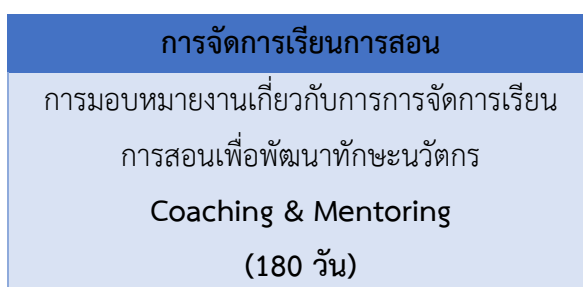 การจัดการเรียนการสอน
การมอบหมายงานเกี่ยวกับการการจัดการเรียน
การสอนเพื่อพัฒนาทักษะนวัตกร
Coaching & Mentoring
(180 วัน)